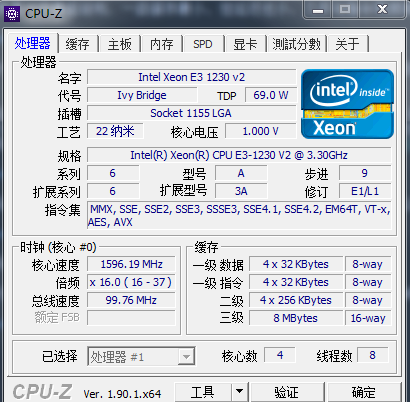 CPU-Z
处理器 缓存 主板 内存 SPD 显卡 测試分數 关于
处理器
名字 Intel Xeon E3 1230 v2
代号 Ivy Bridge TDP 69.0 W
插槽 Socket 1155 LGA
工艺 22 纳米 核心电压 1.000 V
intel inside™ Xeon
规格 Intel(R) Xeon(R) CPU E3-1230 V2 @ 3.30GHz
系列 6 型号 A 步进 9
扩展系列 6 扩展型号 3A 修订 E1/L1
指令集 MMX, SSE, SSE2, SSE3, SSSE3, SSE4.1, SSE4.2, EM64T, VT-x,
AES, AVX
时钟 (核心 #0) 缓存
核心速度 1596.19 MHz 一级 数据 4 x 32 KBytes 8-way
倍频 x 16.0 ( 16 - 37 ) 一级 指令 4 x 32 KBytes 8-way
总线速度 99.76 MHz 二级 4 x 256 KBytes 8-way
额定 FSB 三级 8 MBytes 16-way
已选择 处理器 #1 核心数 4 线程数 8
CPU-Z Ver. 1.90.1.x64 工具 验证 确定